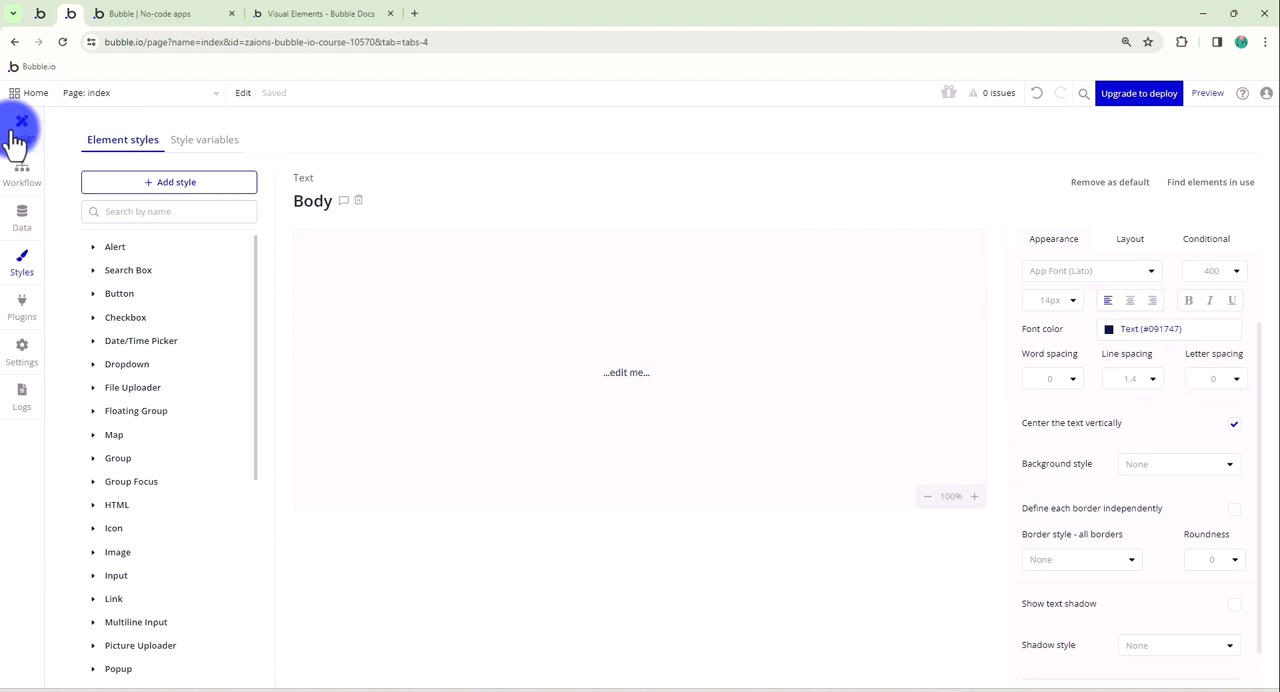 Bubble | No-code apps
Visual Elements - Bubble Docs
bubble.io/page?name=index&id=zaions-bubble-io-course-10570&tab=tabs-4
Bubble.io
Home
Page: index
Edit
Saved
0 issues
Upgrade to deploy
Preview
Workflow
Data
Styles
Plugins
Settings
Logs
Element styles
Style variables
+ Add style
Search by name
Alert
Search Box
Button
Checkbox
Date/Time Picker
Dropdown
File Uploader
Floating Group
Map
Group
Group Focus
HTML
Icon
Image
Input
Link
Multiline Input
Picture Uploader
Popup
Text
Body
Remove as default
Find elements in use
...edit me...
100%
Appearance
Layout
Conditional
App Font (Lato)
400
14px
B I U
Font color
Text (#091747)
Word spacing
Line spacing
Letter spacing
0
1.4
0
Center the text vertically
Background style
None
Define each border independently
Border style - all borders
Roundness
None
0
Show text shadow
Shadow style
None